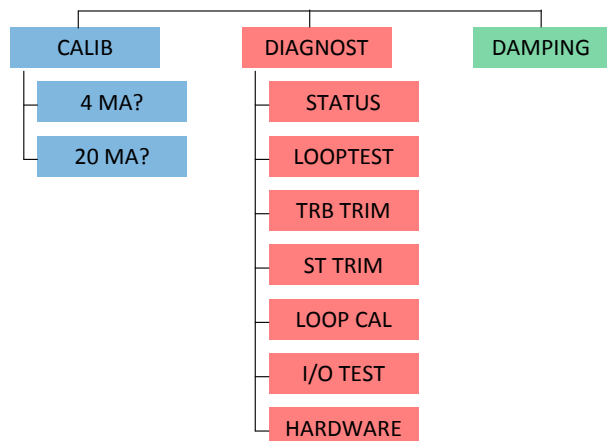 CALIB
4 MA?
20 MA?
DIAGNOST
STATUS
LOOPTEST
TRB TRIM
ST TRIM
LOOP CAL
I/O TEST
HARDWARE
DAMPING